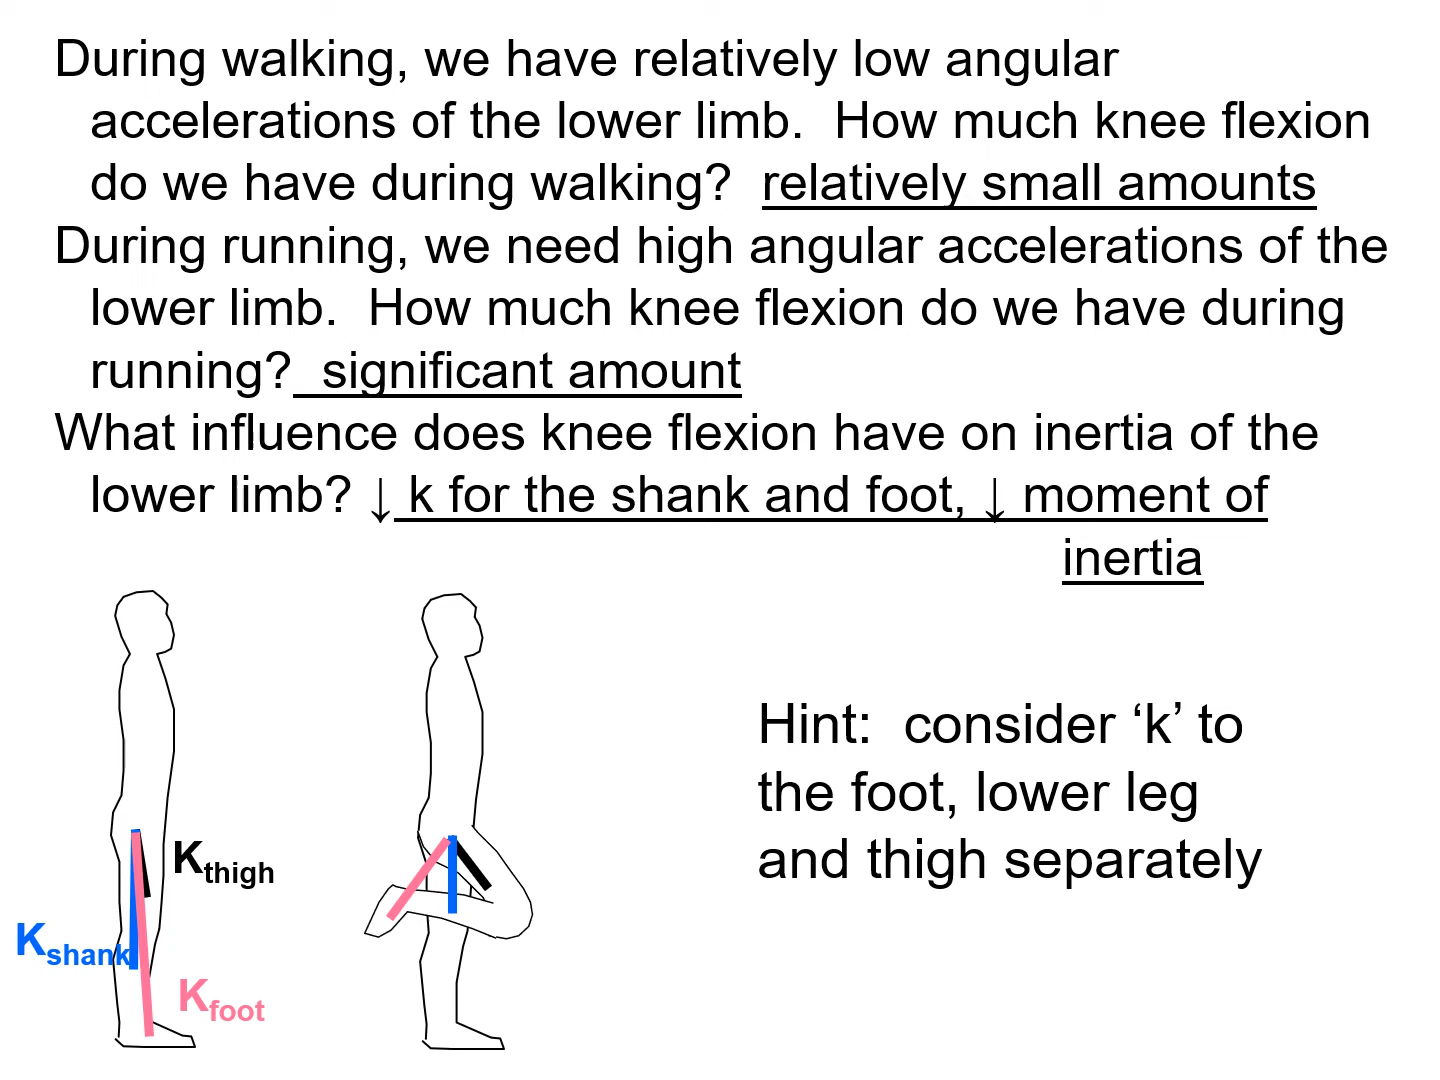 During walking, we have relatively low angular
accelerations of the lower limb.  How much knee flexion
do we have during walking?  relatively small amounts
During running, we need high angular accelerations of the
lower limb.  How much knee flexion do we have during
running?  significant amount
What influence does knee flexion have on inertia of the
lower limb? ↓ k for the shank and foot, ↓ moment of
inertia
Hint:  consider ‘k’ to
the foot, lower leg
and thigh separately
Kthigh
Kshank
Kfoot